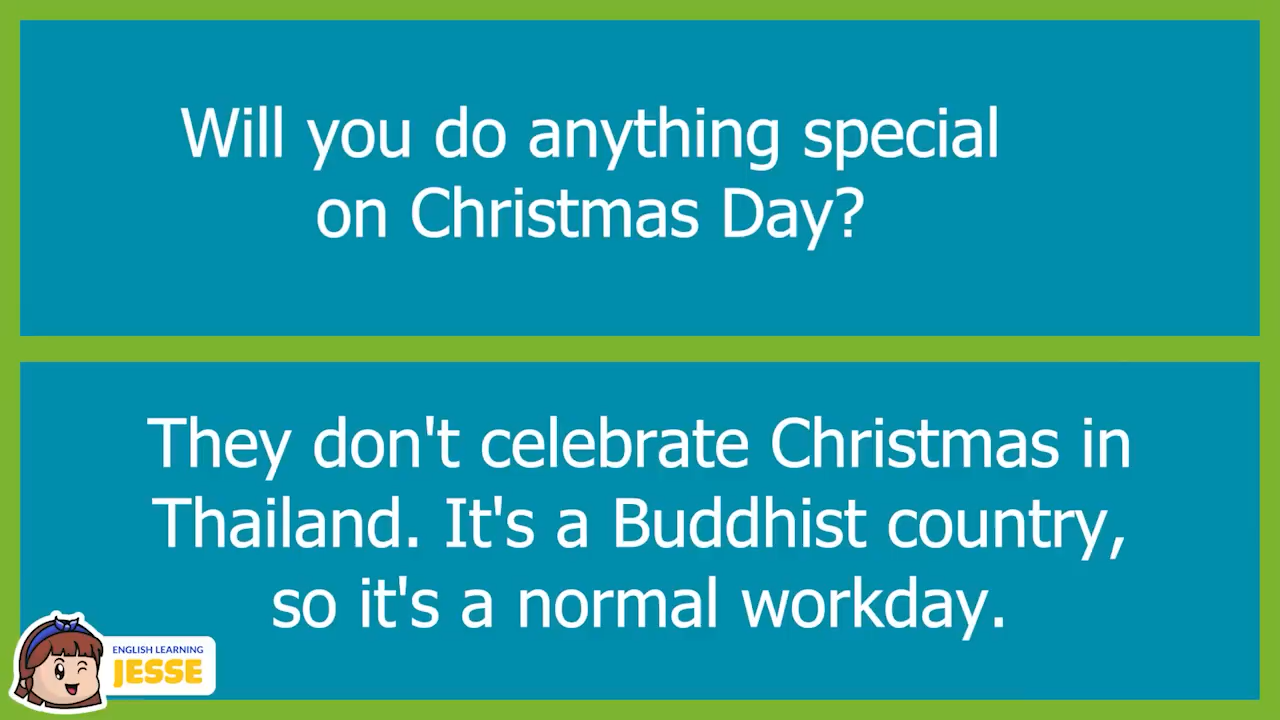 Will you do anything special
on Christmas Day?
They don't celebrate Christmas in
Thailand. It's a Buddhist country,
so it's a normal workday.
ENGLISH LEARNING
JESSE